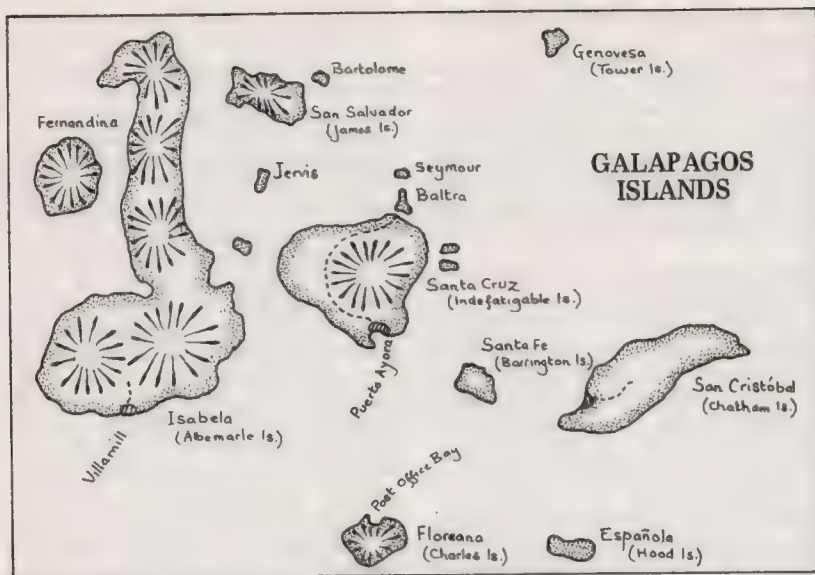 Genovesa
(Tower Is.)
Bartolome
San Salvador
(James Is.)
Fernandina
GALAPAGOS
ISLANDS
Jervis
Seymour
Baltra
Santa Cruz
(Indefatigable Is.)
Puerto Ayora
Santa Fe
(Barrington Is.)
San Cristóbal
(Chatham Is.)
Isabela
(Albemarle Is.)
Villamill
Post Office Bay
Floreana
(Charles Is.)
Española
(Hood Is.)